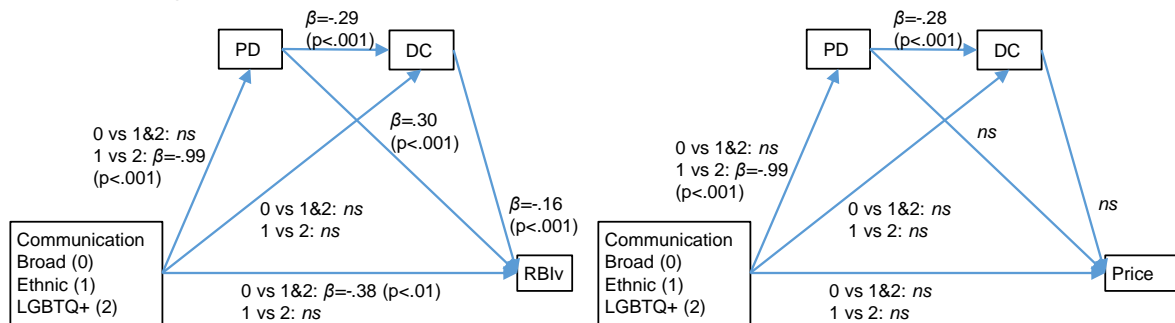 β=-.29
(p<.001)
PD
DC
0 vs 1&2: ns
1 vs 2: β=-.99
(p<.001)
β=.30
(p<.001)
0 vs 1&2: ns
1 vs 2: ns
β=-.16
(p<.001)
Communication
Broad (0)
Ethnic (1)
LGBTQ+ (2)
RBIv
0 vs 1&2: β=-.38 (p<.01)
1 vs 2: ns
β=-.28
(p<.001)
PD
DC
0 vs 1&2: ns
1 vs 2: β=-.99
(p<.001)
ns
ns
0 vs 1&2: ns
1 vs 2: ns
Communication
Broad (0)
Ethnic (1)
LGBTQ+ (2)
Price
0 vs 1&2: ns
1 vs 2: ns